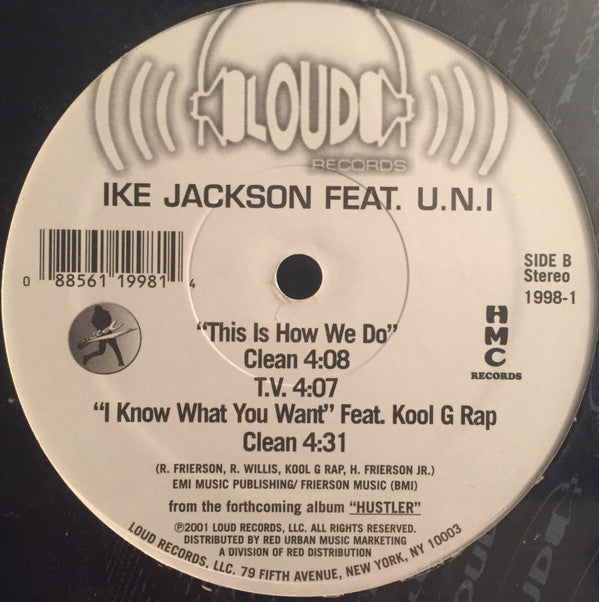 LOUD
RECORDS
IKE JACKSON FEAT. U.N.I
0 88561 19981 4
SIDE B
Stereo
1998-1
HMC
RECORDS
“This Is How We Do”
Clean 4:08
T.V. 4:07
“I Know What You Want” Feat. Kool G Rap
Clean 4:31
(R. FRIERSON, R. WILLIS, KOOL G RAP, H. FRIERSON JR.)
EMI MUSIC PUBLISHING/ FRIERSON MUSIC (BMI)
from the forthcoming album “HUSTLER”
℗2001 LOUD RECORDS, LLC. ALL RIGHTS RESERVED.
DISTRIBUTED BY RED URBAN MUSIC MARKETING
A DIVISION OF RED DISTRIBUTION
LOUD RECORDS, LLC. 79 FIFTH AVENUE, NEW YORK, NY 10003
LOUD